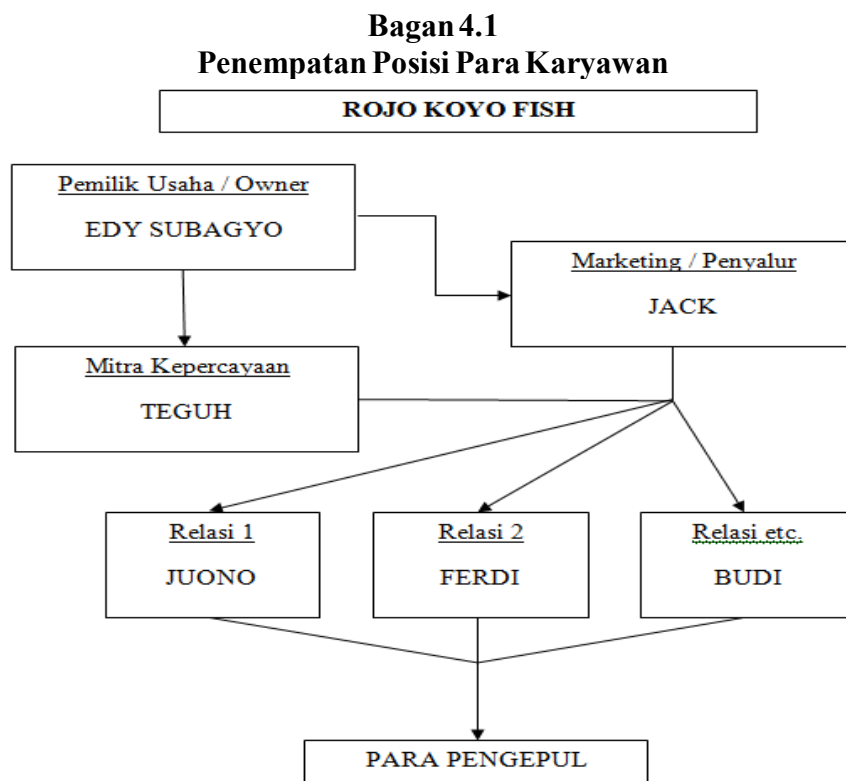 Bagan 4.1
Penempatan Posisi Para Karyawan
ROJO KOYO FISH
Pemilik Usaha / Owner
EDY SUBAGYO
Marketing / Penyalur
JACK
Mitra Kepercayaan
TEGUH
Relasi 1
JUONO
Relasi 2
FERDI
Relasi etc.
BUDI
PARA PENGEPUL